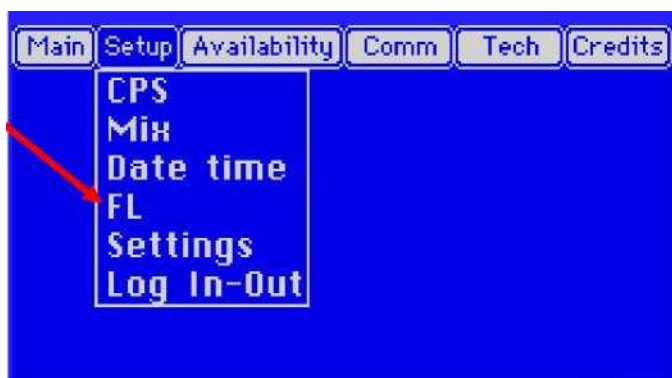 Main Setup Availability Comm Tech Credits
CPS
Mix
Date time
FL
Settings
Log In-Out